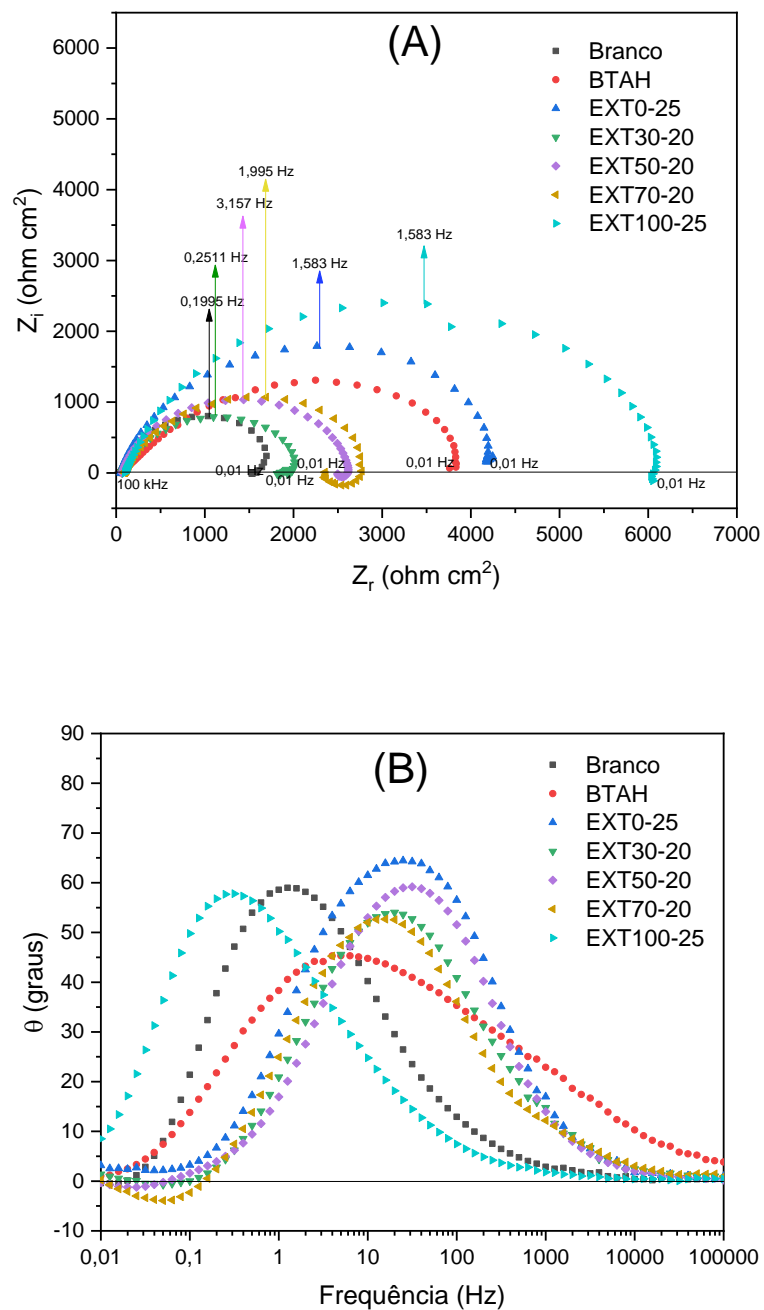 (A)
6000
5000
4000
3000
2000
1000
0
Z_i (ohm cm²)
Branco
BTAH
EXT0-25
EXT30-20
EXT50-20
EXT70-20
EXT100-25
1,995 Hz
3,157 Hz
1,583 Hz
0,2511 Hz
1,583 Hz
0,1995 Hz
0,01 Hz
0,01 Hz
0,01 Hz
0,01 Hz
0,01 Hz
0,01 Hz
100 kHz
0 1000 2000 3000 4000 5000 6000 7000
Z_r (ohm cm²)
(B)
90
80
70
60
50
40
30
20
10
0
-10
θ (graus)
Branco
BTAH
EXT0-25
EXT30-20
EXT50-20
EXT70-20
EXT100-25
0,01 0,1 1 10 100 1000 10000 100000
Frequência (Hz)